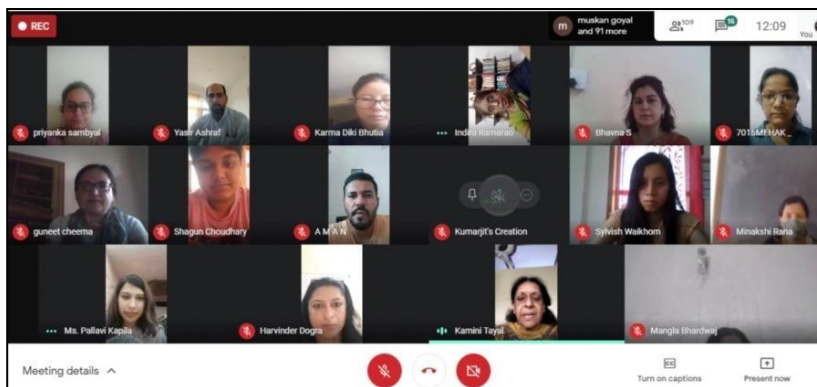 REC
m
muskan goyal
and 91 more
109
16
12:09
You
priyanka sambyal
Yasir Ashraf
Karma Diki Bhutia
Indira Ramarao
Bhavna S
7016MEHAK _
guneet cheema
Shagun Choudhary
A M A N
Kumarjit's Creation
Sylvish Waikhom
Minakshi Rana
Ms. Pallavi Kapila
Harvinder Dogra
Kamini Tayal
Mangla Bhardwaj
Meeting details
Turn on captions
Present now